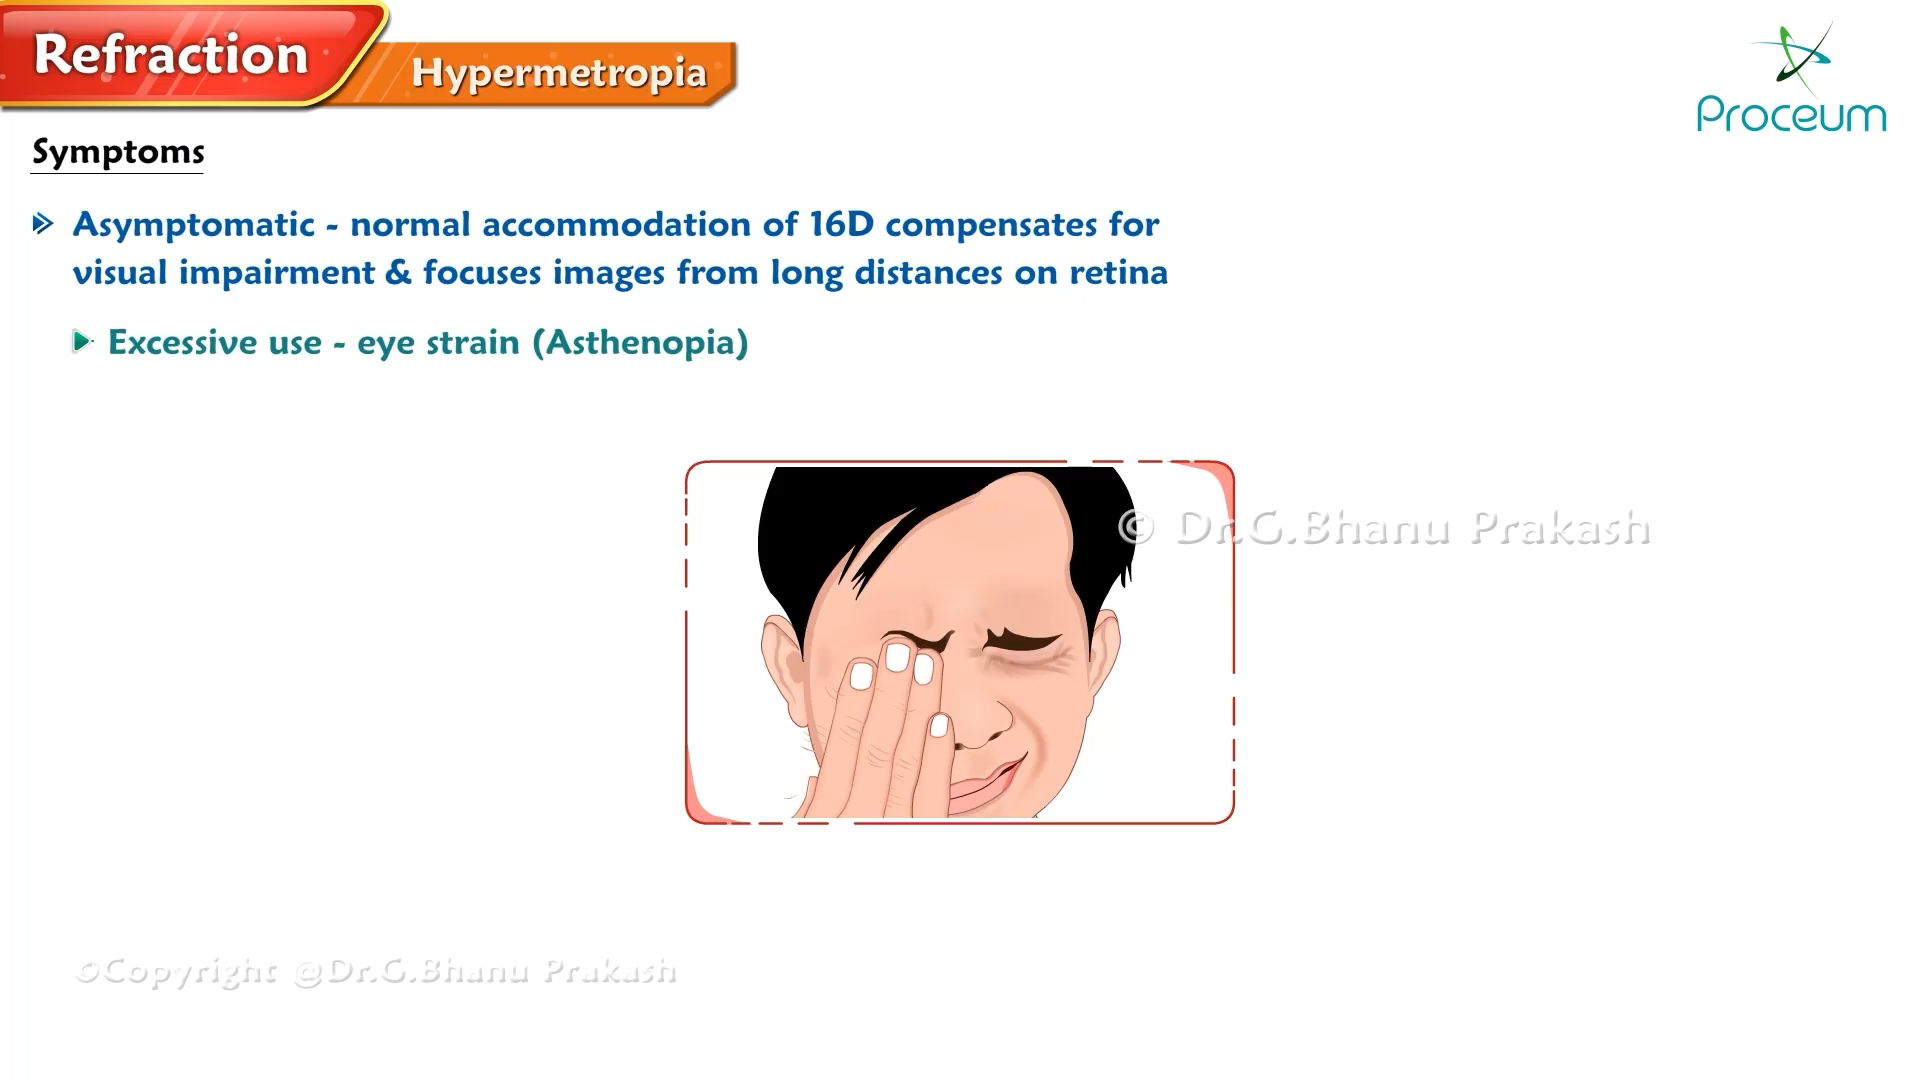 Refraction
Hypermetropia
Proceum
Symptoms
Asymptomatic - normal accommodation of 16D compensates for
visual impairment & focuses images from long distances on retina
Excessive use - eye strain (Asthenopia)
© Dr.G.Bhanu Prakash
©Copyright @Dr.G.Bhanu Prakash